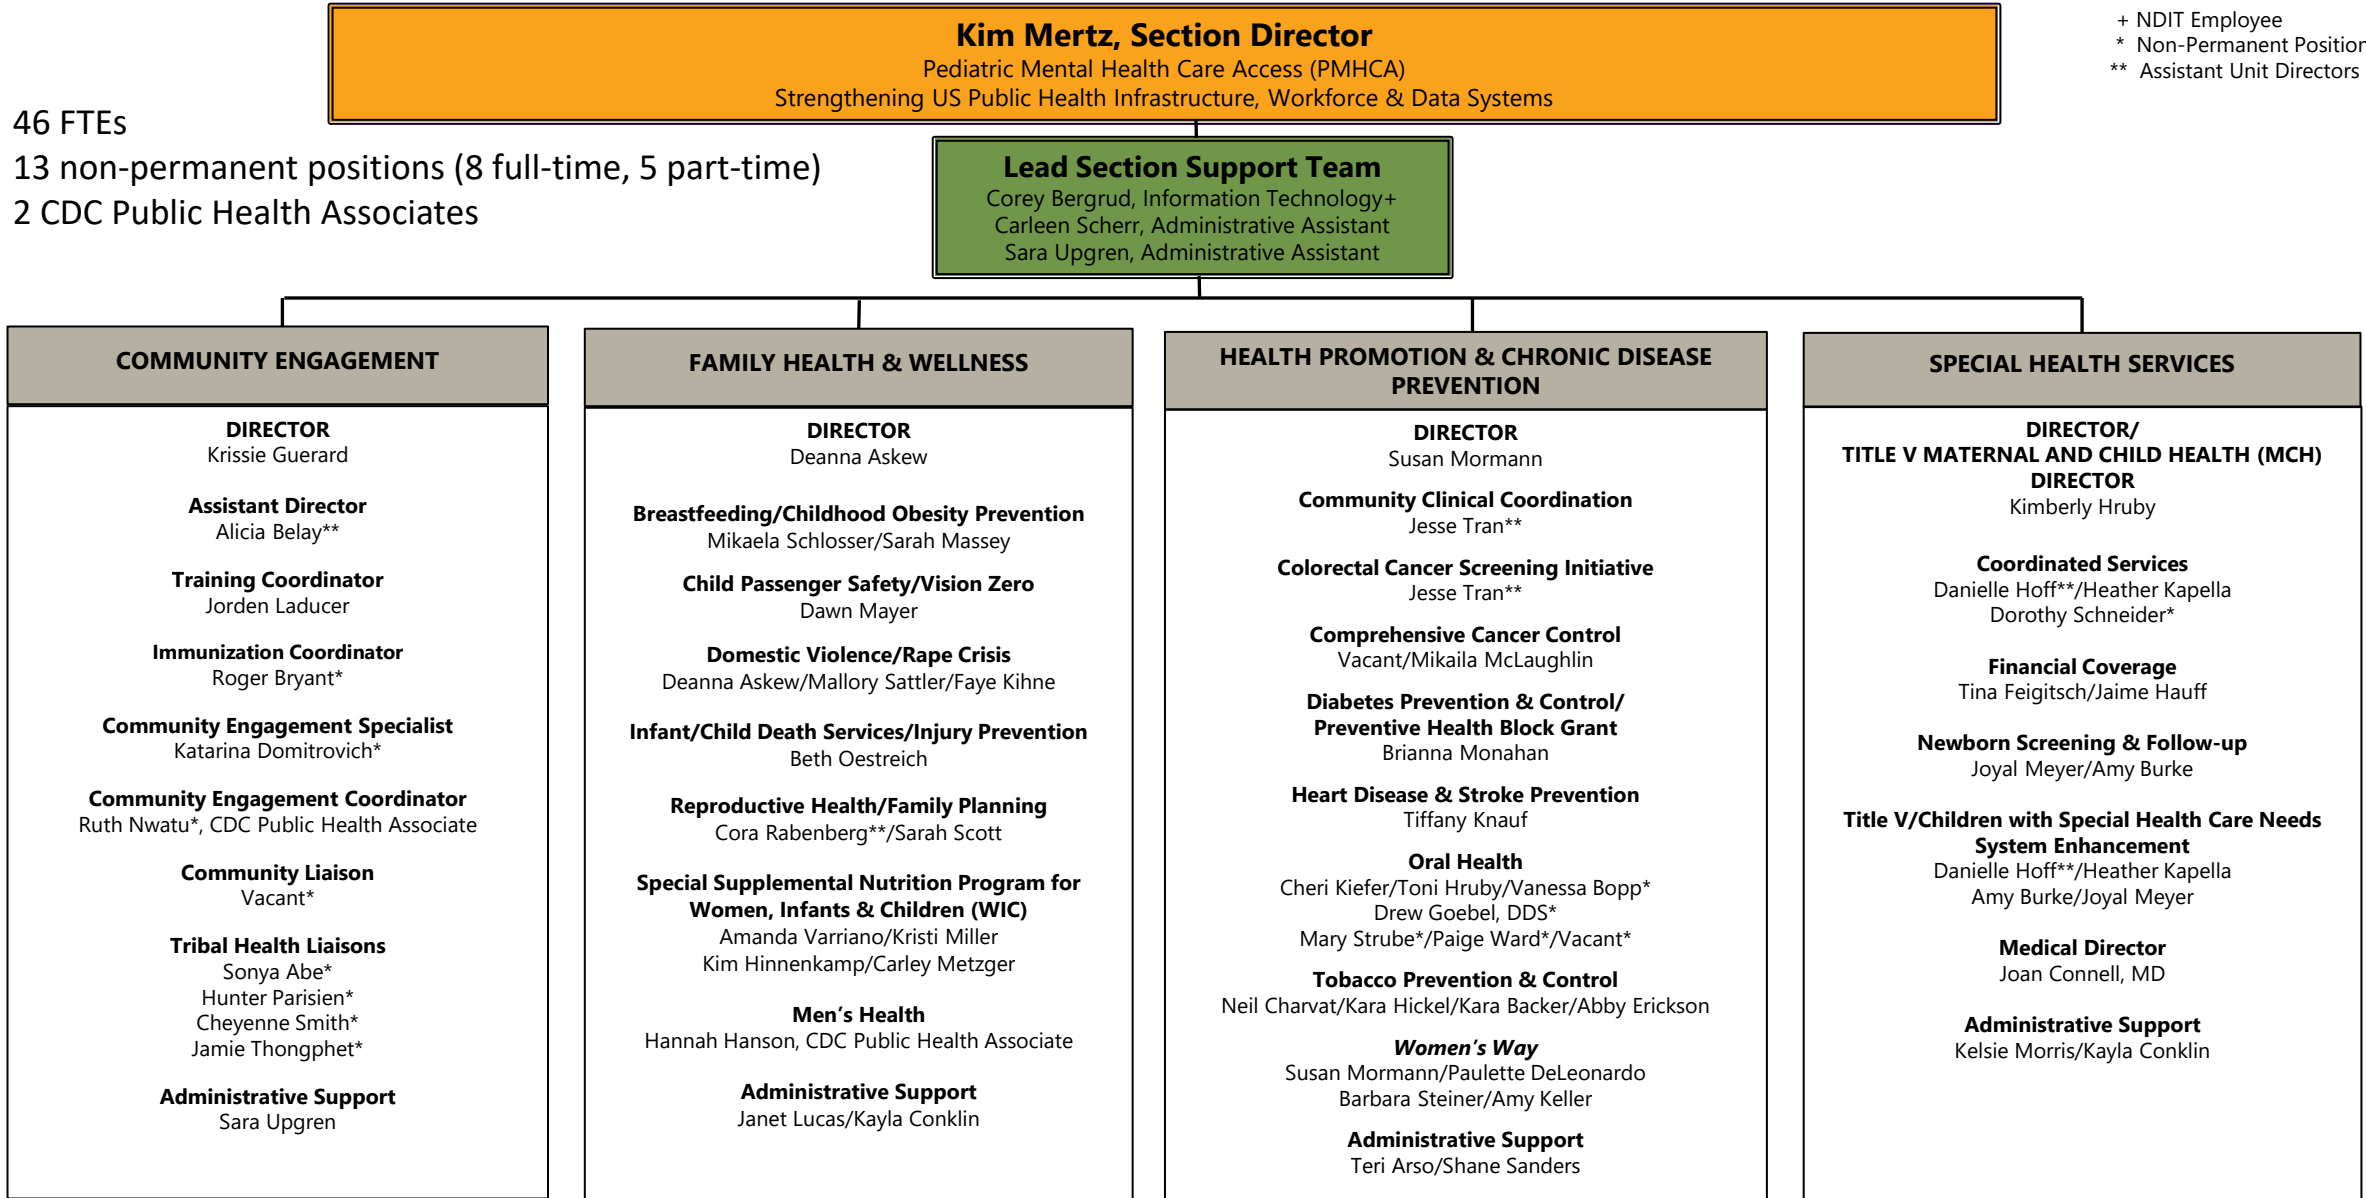 Kim Mertz, Section Director
Pediatric Mental Health Care Access (PMHCA)
Strengthening US Public Health Infrastructure, Workforce & Data Systems
+ NDIT Employee
* Non-Permanent Position
** Assistant Unit Directors
46 FTEs
13 non-permanent positions (8 full-time, 5 part-time)
2 CDC Public Health Associates
Lead Section Support Team
Corey Bergrud, Information Technology+
Carleen Scherr, Administrative Assistant
Sara Upgren, Administrative Assistant
COMMUNITY ENGAGEMENT
DIRECTOR
Krissie Guerard
Assistant Director
Alicia Belay**
Training Coordinator
Jorden Laducer
Immunization Coordinator
Roger Bryant*
Community Engagement Specialist
Katarina Domitrovich*
Community Engagement Coordinator
Ruth Nwatu*, CDC Public Health Associate
Community Liaison
Vacant*
Tribal Health Liaisons
Sonya Abe*
Hunter Parisien*
Cheyenne Smith*
Jamie Thongphet*
Administrative Support
Sara Upgren
FAMILY HEALTH & WELLNESS
DIRECTOR
Deanna Askew
Breastfeeding/Childhood Obesity Prevention
Mikaela Schlosser/Sarah Massey
Child Passenger Safety/Vision Zero
Dawn Mayer
Domestic Violence/Rape Crisis
Deanna Askew/Mallory Sattler/Faye Kihne
Infant/Child Death Services/Injury Prevention
Beth Oestreich
Reproductive Health/Family Planning
Cora Rabenberg**/Sarah Scott
Special Supplemental Nutrition Program for
Women, Infants & Children (WIC)
Amanda Varriano/Kristi Miller
Kim Hinnenkamp/Carley Metzger
Men's Health
Hannah Hanson, CDC Public Health Associate
Administrative Support
Janet Lucas/Kayla Conklin
HEALTH PROMOTION & CHRONIC DISEASE
PREVENTION
DIRECTOR
Susan Mormann
Community Clinical Coordination
Jesse Tran**
Colorectal Cancer Screening Initiative
Jesse Tran**
Comprehensive Cancer Control
Vacant/Mikaila McLaughlin
Diabetes Prevention & Control/
Preventive Health Block Grant
Brianna Monahan
Heart Disease & Stroke Prevention
Tiffany Knauf
Oral Health
Cheri Kiefer/Toni Hruby/Vanessa Bopp*
Drew Goebel, DDS*
Mary Strube*/Paige Ward*/Vacant*
Tobacco Prevention & Control
Neil Charvat/Kara Hickel/Kara Backer/Abby Erickson
Women's Way
Susan Mormann/Paulette DeLeonardo
Barbara Steiner/Amy Keller
Administrative Support
Teri Arso/Shane Sanders
SPECIAL HEALTH SERVICES
DIRECTOR/
TITLE V MATERNAL AND CHILD HEALTH (MCH)
DIRECTOR
Kimberly Hruby
Coordinated Services
Danielle Hoff**/Heather Kapella
Dorothy Schneider*
Financial Coverage
Tina Feigitsch/Jaime Hauff
Newborn Screening & Follow-up
Joyal Meyer/Amy Burke
Title V/Children with Special Health Care Needs
System Enhancement
Danielle Hoff**/Heather Kapella
Amy Burke/Joyal Meyer
Medical Director
Joan Connell, MD
Administrative Support
Kelsie Morris/Kayla Conklin